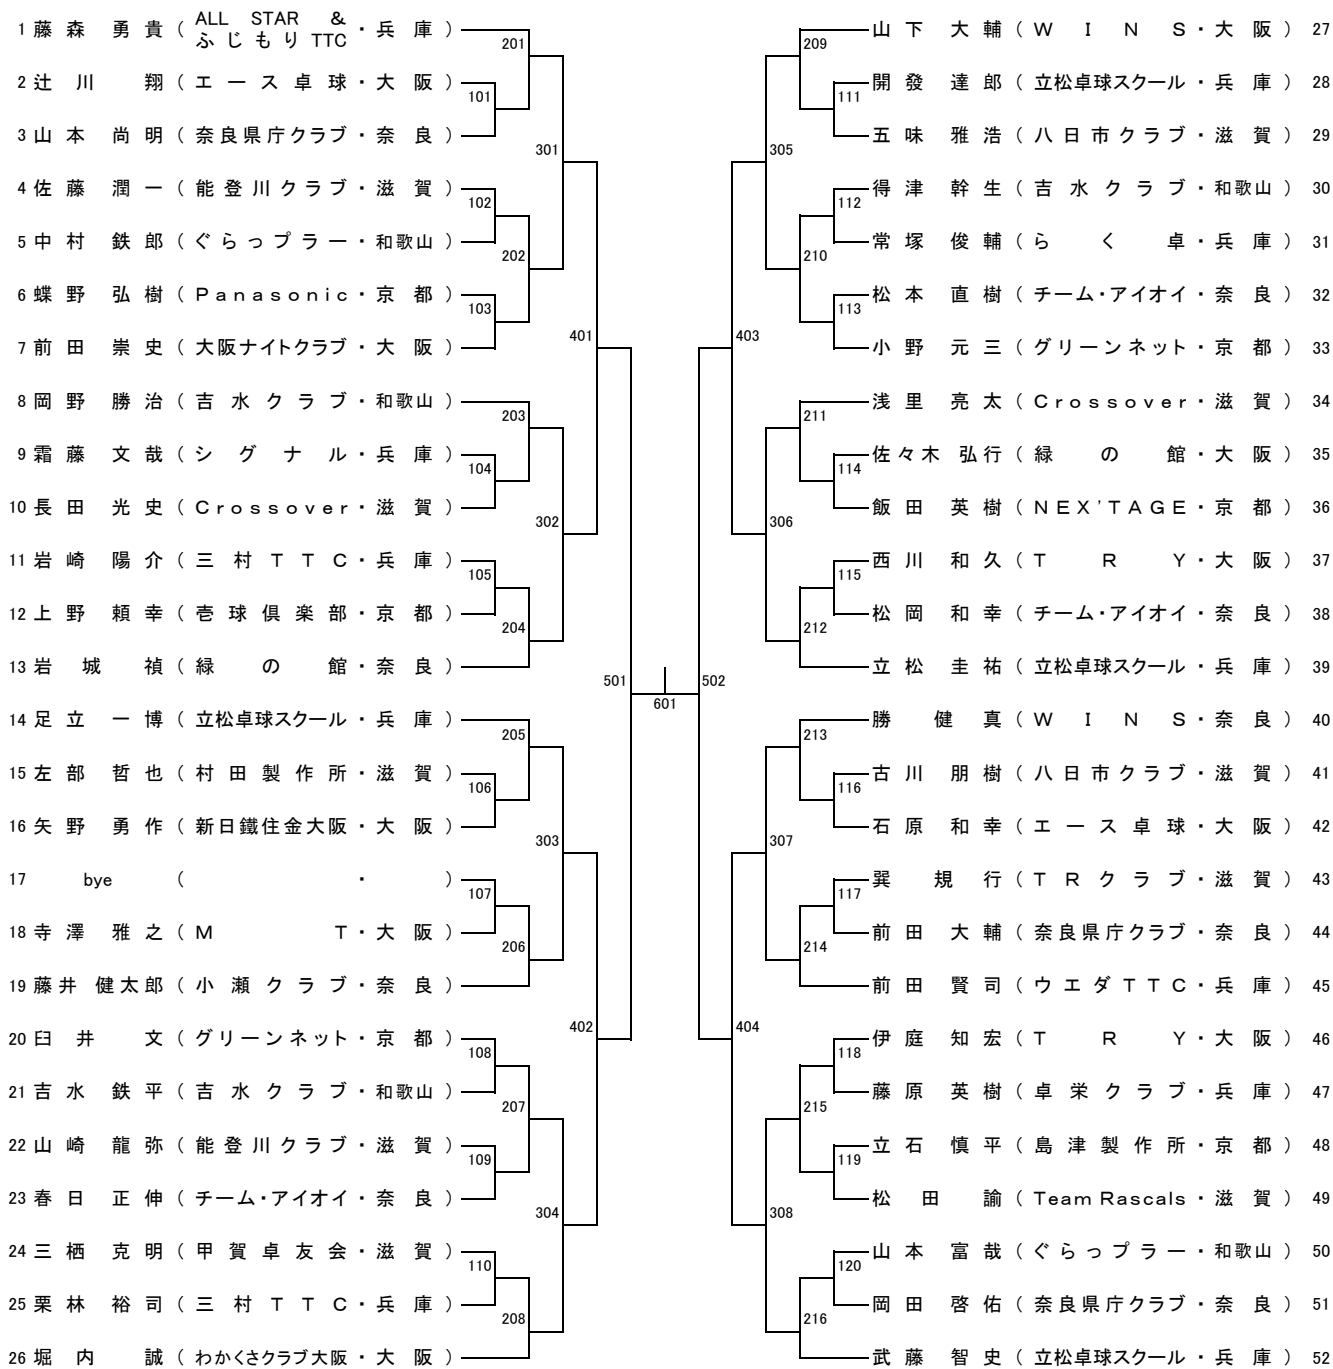 1 藤森 勇貴 ( ALL STAR & ふじもり TTC ・ 兵庫 )
201
2 辻川 翔 ( エース卓球 ・ 大阪 )
101
3 山本 尚明 ( 奈良県庁クラブ ・ 奈良 )
301
4 佐藤 潤一 ( 能登川クラブ ・ 滋賀 )
102
5 中村 鉄郎 ( ぐらっプラー ・ 和歌山 )
202
6 蝶野 弘樹 ( Panasonic ・ 京都 )
103
7 前田 崇史 ( 大阪ナイトクラブ ・ 大阪 )
401
8 岡野 勝治 ( 吉水クラブ ・ 和歌山 )
203
9 霜藤 文哉 ( シグナル ・ 兵庫 )
104
10 長田 光史 ( Crossover ・ 滋賀 )
302
11 岩崎 陽介 ( 三村TTC ・ 兵庫 )
105
12 上野 頼幸 ( 壱球倶楽部 ・ 京都 )
204
13 岩城 禎 ( 緑の館 ・ 奈良 )
501
14 足立 一博 ( 立松卓球スクール ・ 兵庫 )
205
15 左部 哲也 ( 村田製作所 ・ 滋賀 )
106
16 矢野 勇作 ( 新日鐵住金大阪 ・ 大阪 )
303
17 bye ( ・ )
107
18 寺澤 雅之 ( M T ・ 大阪 )
206
19 藤井 健太郎 ( 小瀬クラブ ・ 奈良 )
402
20 臼井 文 ( グリーンネット ・ 京都 )
108
21 吉水 鉄平 ( 吉水クラブ ・ 和歌山 )
207
22 山崎 龍弥 ( 能登川クラブ ・ 滋賀 )
109
23 春日 正伸 ( チーム・アイオイ ・ 奈良 )
304
24 三栖 克明 ( 甲賀卓友会 ・ 滋賀 )
110
25 栗林 裕司 ( 三村TTC ・ 兵庫 )
208
26 堀内 誠 ( わかくさクラブ大阪 ・ 大阪 )
601
山下 大輔 ( WINS ・ 大阪 ) 27
209
開發 達郎 ( 立松卓球スクール ・ 兵庫 ) 28
111
五味 雅浩 ( 八日市クラブ ・ 滋賀 ) 29
305
得津 幹生 ( 吉水クラブ ・ 和歌山 ) 30
112
常塚 俊輔 ( らく卓 ・ 兵庫 ) 31
210
松本 直樹 ( チーム・アイオイ ・ 奈良 ) 32
113
小野 元三 ( グリーンネット ・ 京都 ) 33
403
浅里 亮太 ( Crossover ・ 滋賀 ) 34
211
佐々木 弘行 ( 緑の館 ・ 大阪 ) 35
114
飯田 英樹 ( NEX'TAGE ・ 京都 ) 36
306
西川 和久 ( TRY ・ 大阪 ) 37
115
松岡 和幸 ( チーム・アイオイ ・ 奈良 ) 38
212
立松 圭祐 ( 立松卓球スクール ・ 兵庫 ) 39
502
勝 健真 ( WINS ・ 奈良 ) 40
213
古川 朋樹 ( 八日市クラブ ・ 滋賀 ) 41
116
石原 和幸 ( エース卓球 ・ 大阪 ) 42
307
巽 規行 ( TRクラブ ・ 滋賀 ) 43
117
前田 大輔 ( 奈良県庁クラブ ・ 奈良 ) 44
214
前田 賢司 ( ウエダTTC ・ 兵庫 ) 45
404
伊庭 知宏 ( TRY ・ 大阪 ) 46
118
藤原 英樹 ( 卓栄クラブ ・ 兵庫 ) 47
215
立石 慎平 ( 島津製作所 ・ 京都 ) 48
119
松田 諭 ( Team Rascals ・ 滋賀 ) 49
308
山本 富哉 ( ぐらっプラー ・ 和歌山 ) 50
120
岡田 啓佑 ( 奈良県庁クラブ ・ 奈良 ) 51
216
武藤 智史 ( 立松卓球スクール ・ 兵庫 ) 52